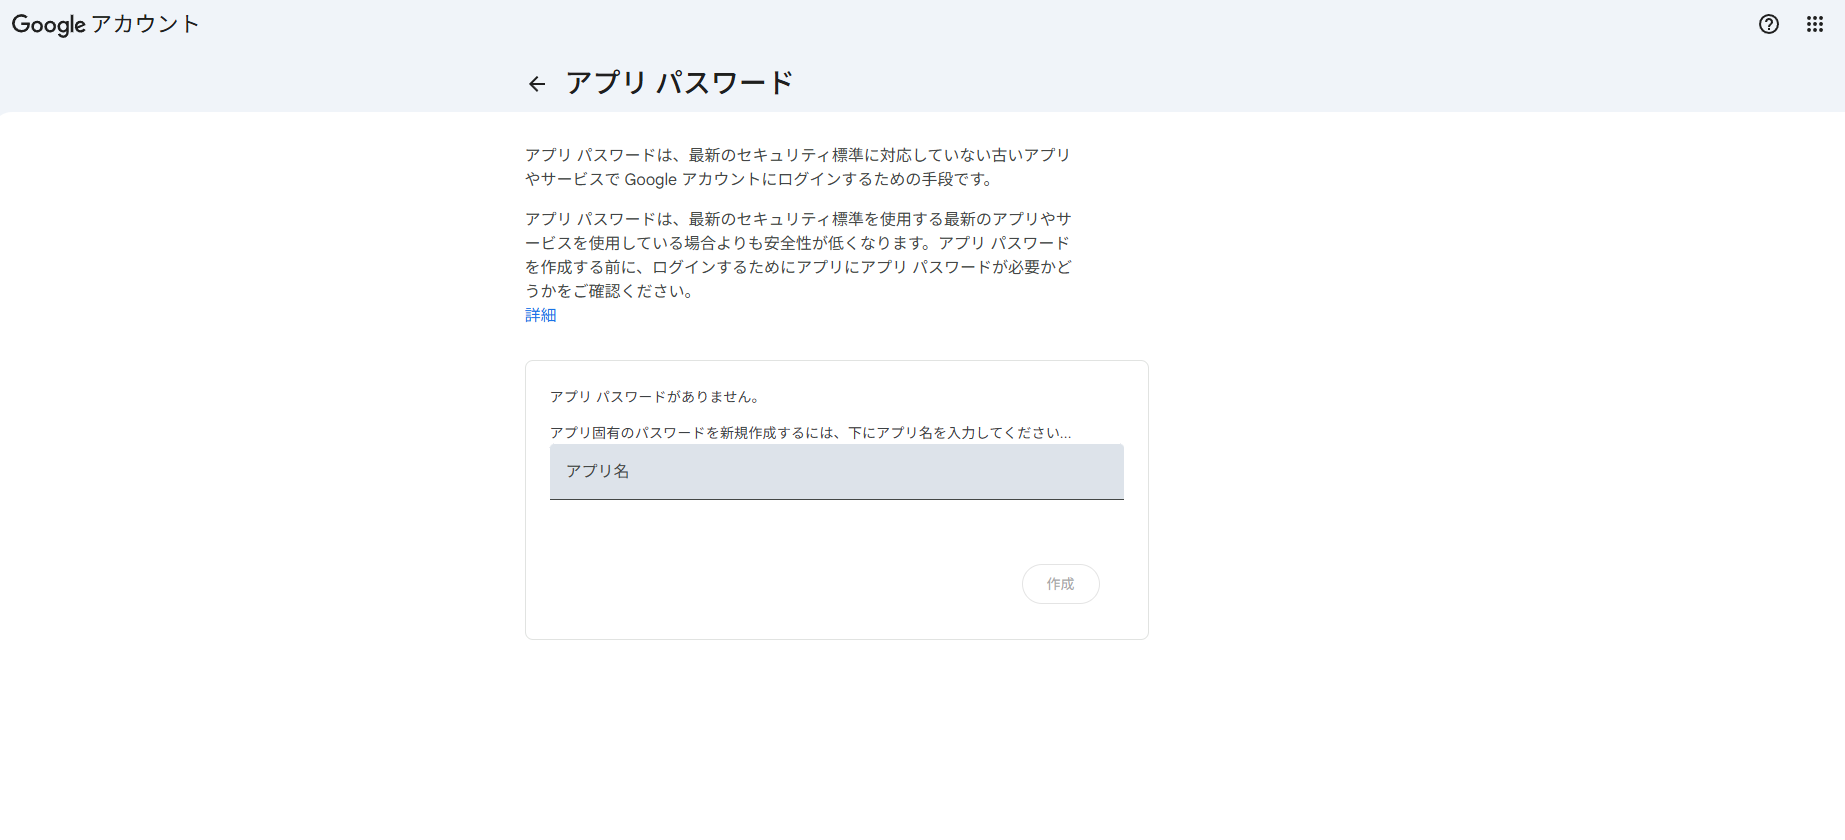 Google アカウント
アプリ パスワード
アプリ パスワードは、最新のセキュリティ標準に対応していない古いアプリ
やサービスで Google アカウントにログインするための手段です。
アプリ パスワードは、最新のセキュリティ標準を使用する最新のアプリやサ
ービスを使用している場合よりも安全性が低くなります。アプリ パスワード
を作成する前に、ログインするためにアプリにアプリ パスワードが必要かど
うかをご確認ください。
詳細
アプリ パスワードがありません。
アプリ固有のパスワードを新規作成するには、下にアプリ名を入力してください...
アプリ名
作成